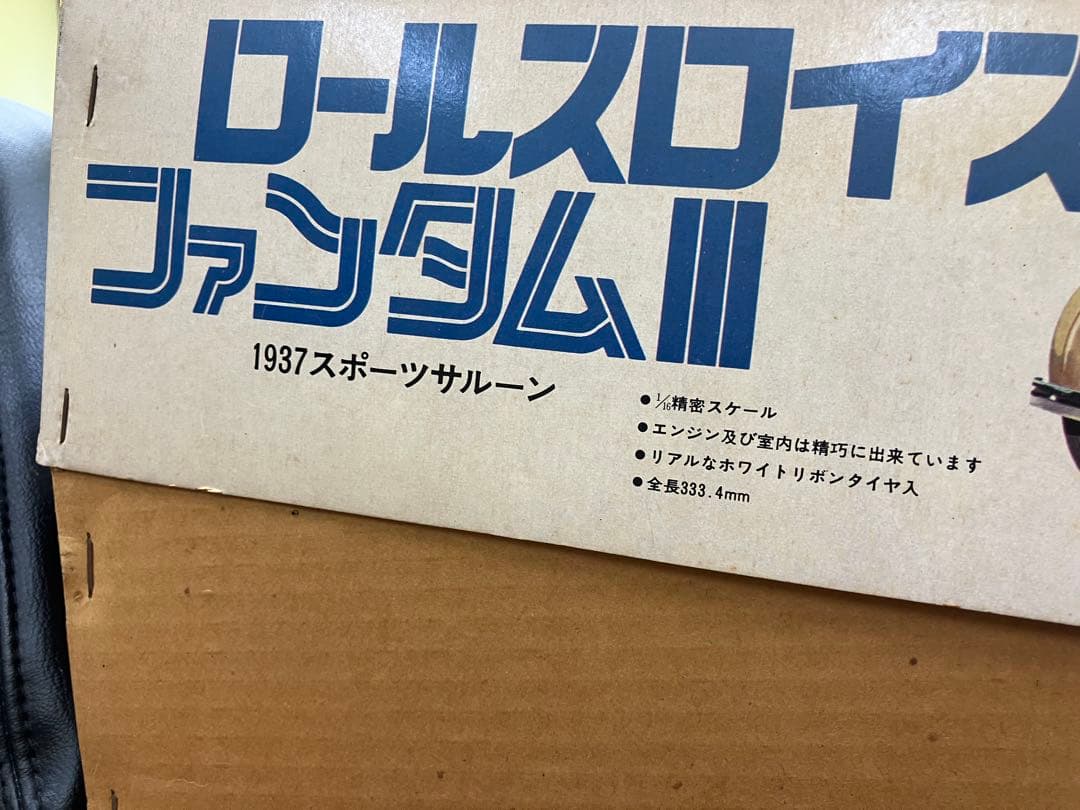 ロールスロイス
ファンタムIII
1937スポーツサルーン
●1/16精密スケール
●エンジン及び室内は精巧に出来ています
●リアルなホワイトリボンタイヤ入
●全長333.4mm